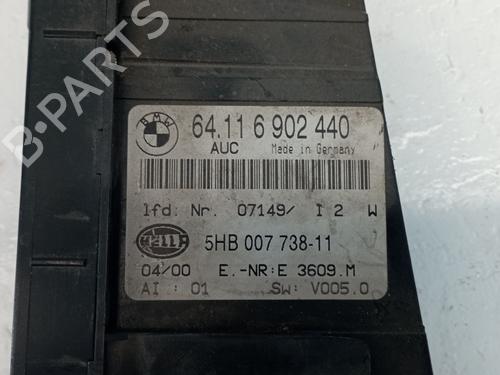 BMW
64.11 6 902 440
AUC Made in Germany
lfd. Nr. 07149/ I 2 W
HELLA 5HB 007 738-11
04/00 E.-NR:E 3609.M
AI : 01 SW: V005.0
B-PARTS